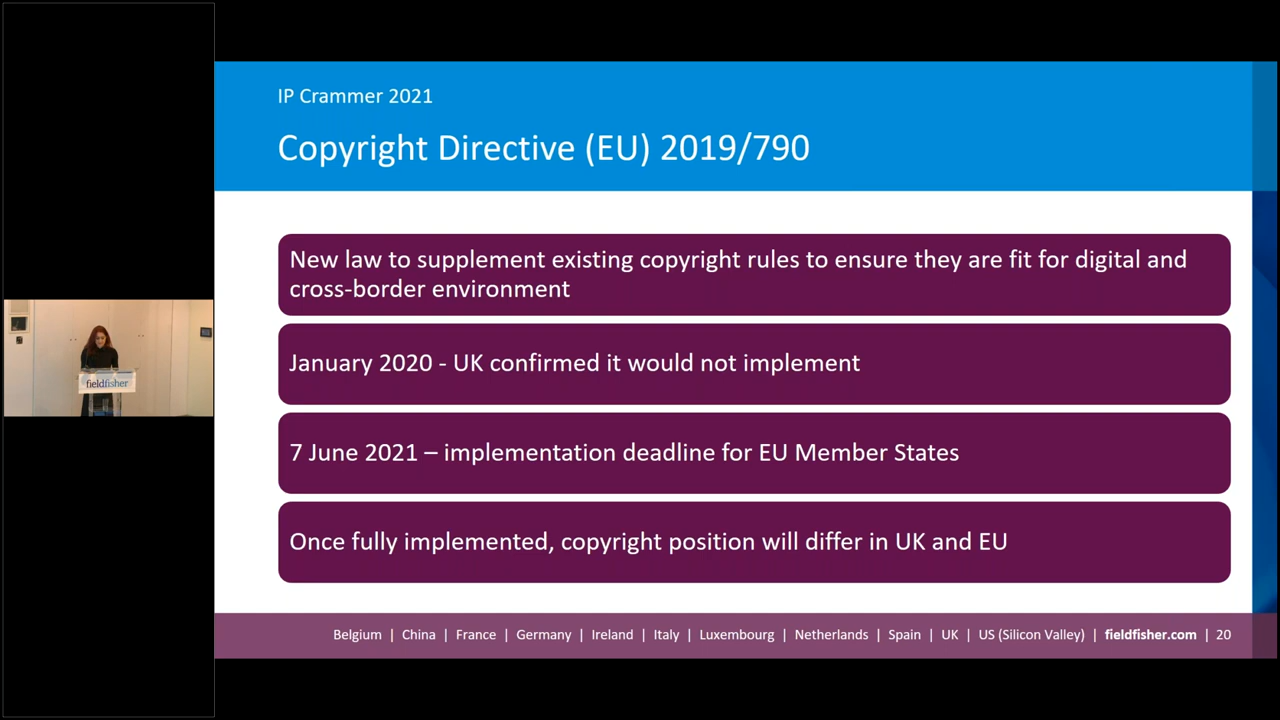 IP Crammer 2021
Copyright Directive (EU) 2019/790
New law to supplement existing copyright rules to ensure they are fit for digital and
cross-border environment
January 2020 - UK confirmed it would not implement
7 June 2021 – implementation deadline for EU Member States
Once fully implemented, copyright position will differ in UK and EU
fieldfisher
Belgium | China | France | Germany | Ireland | Italy | Luxembourg | Netherlands | Spain | UK | US (Silicon Valley) | fieldfisher.com | 20